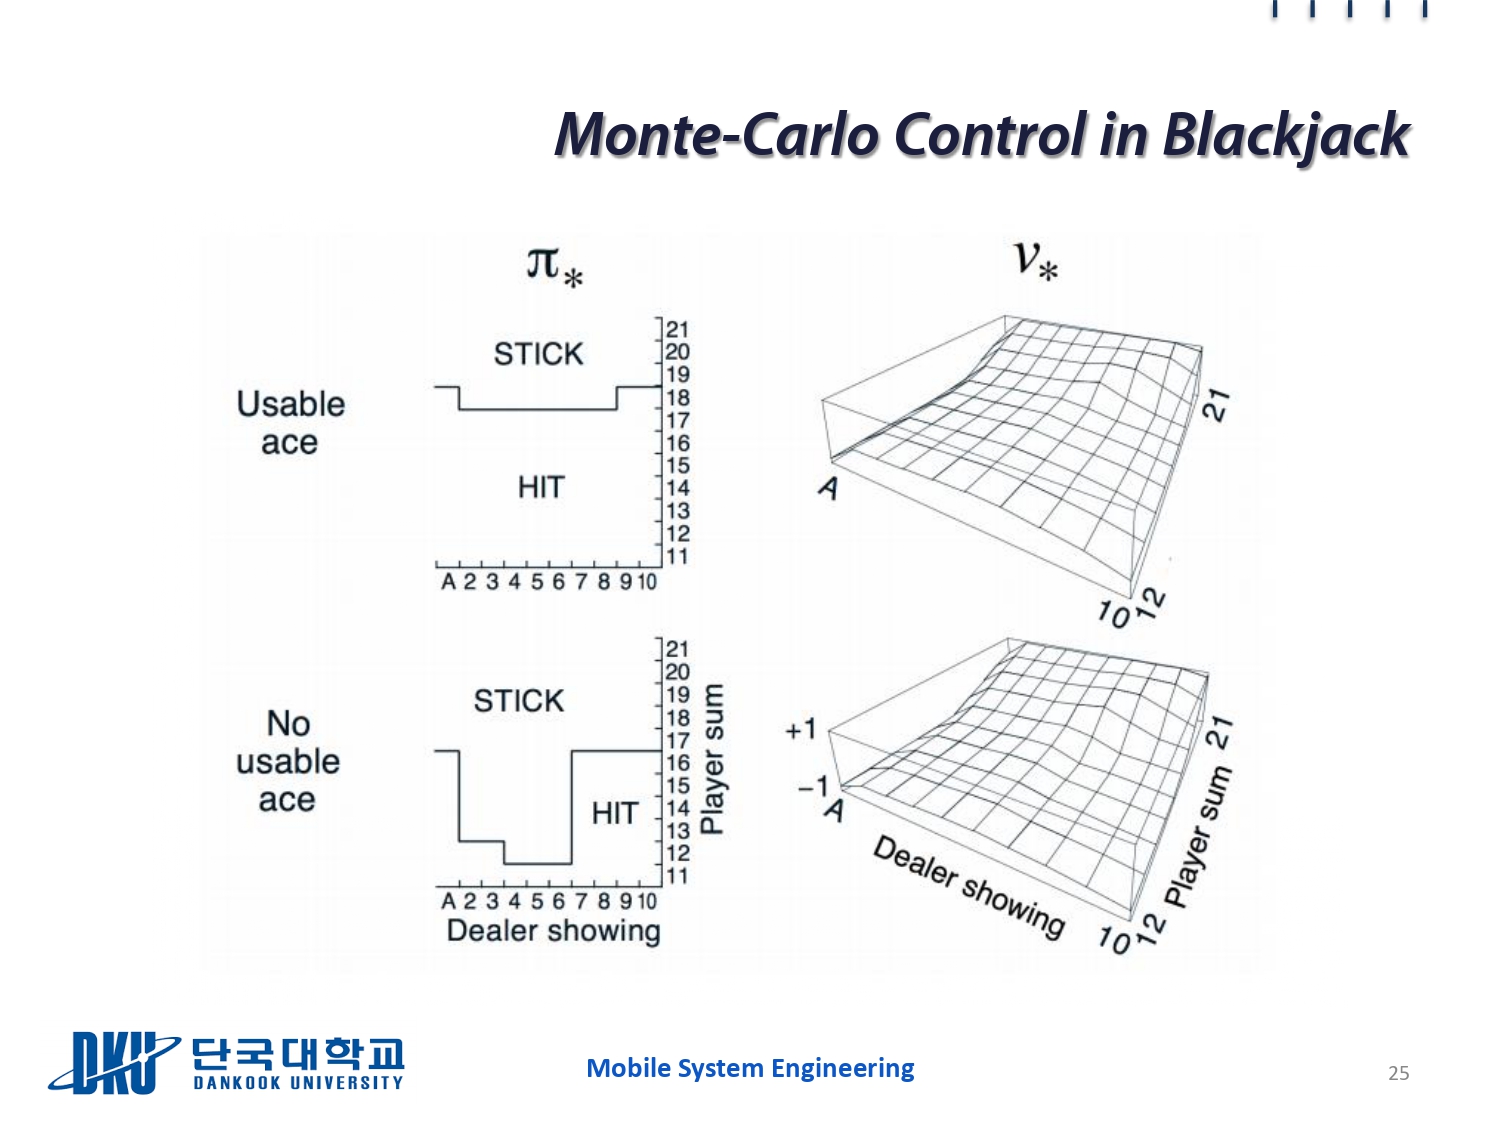 Monte-Carlo Control in Blackjack
π*
v*
Usable
ace
STICK
HIT
21
20
19
18
17
16
15
14
13
12
11
A 2 3 4 5 6 7 8 9 10
A
21
10
12
No
usable
ace
STICK
HIT
21
20
19
18
17
16
15
14
13
12
11
Player sum
A 2 3 4 5 6 7 8 9 10
Dealer showing
+1
−1
A
Dealer showing
10
12
Player sum
21
DKU 단국대학교
DANKOOK UNIVERSITY
Mobile System Engineering
25